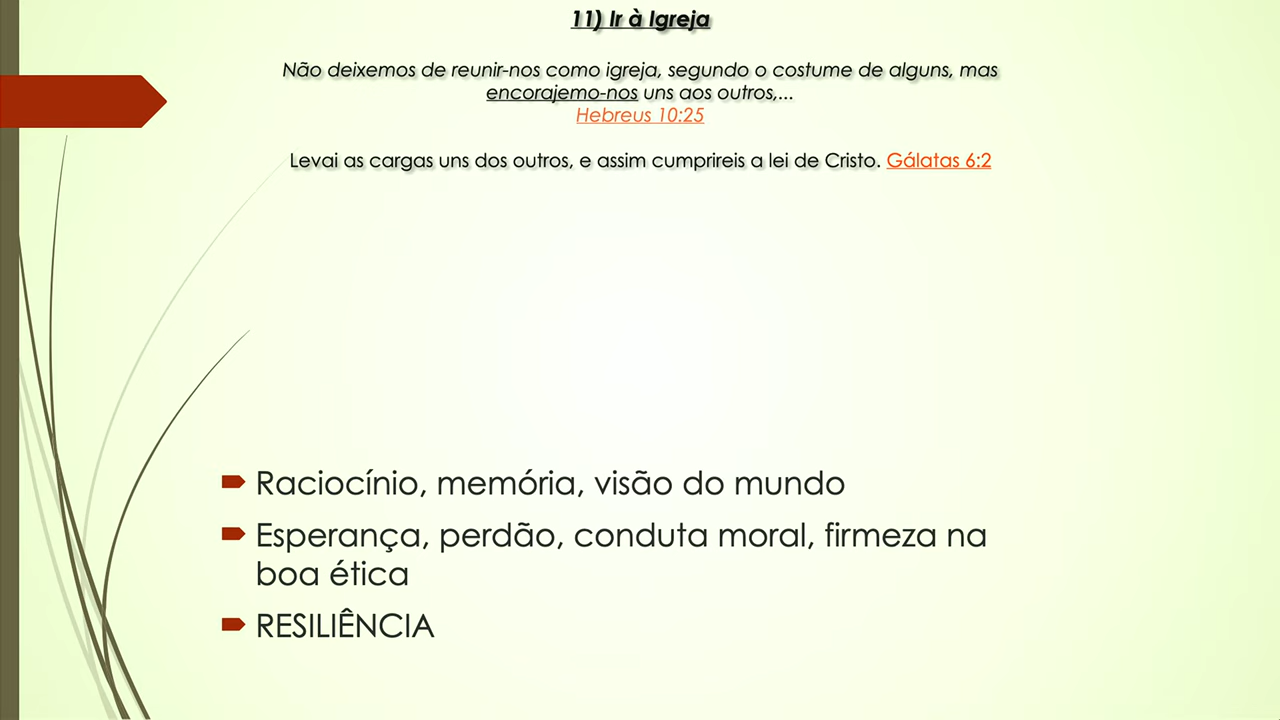 11) Ir à Igreja
Não deixemos de reunir-nos como igreja, segundo o costume de alguns, mas
encorajemo-nos uns aos outros,...
Hebreus 10:25
Levai as cargas uns dos outros, e assim cumprireis a lei de Cristo. Gálatas 6:2
Raciocínio, memória, visão do mundo
Esperança, perdão, conduta moral, firmeza na
boa ética
RESILIÊNCIA